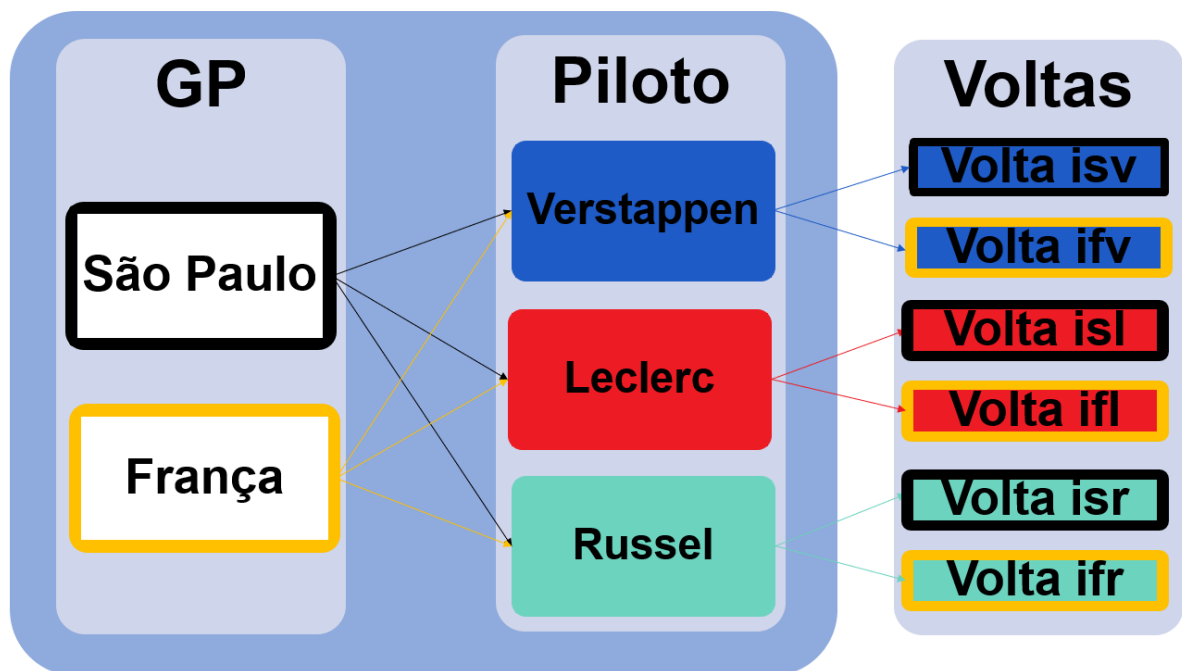 GP
São Paulo
França
Piloto
Verstappen
Leclerc
Russel
Voltas
Volta isv
Volta ifv
Volta isl
Volta ifl
Volta isr
Volta ifr